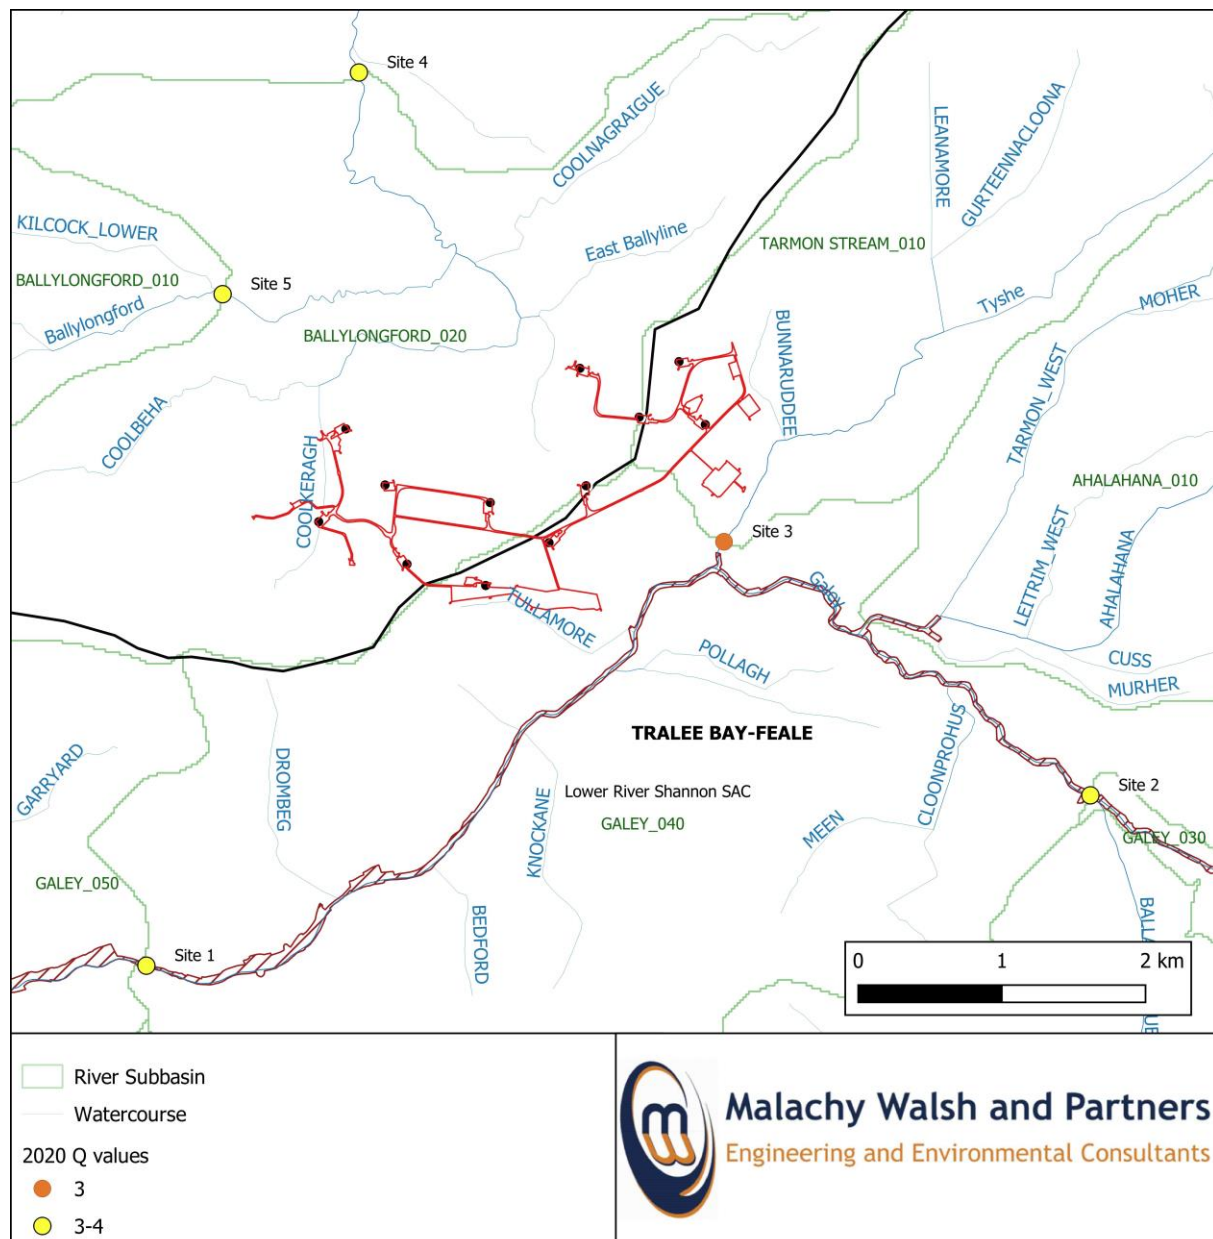 Site 4
COOLNAGRAIGUE
LEANAMORE
GURTEENNACLOONA
KILCOCK_LOWER
East Ballyline
TARMON STREAM_010
BALLYLONGFORD_010
Site 5
Ballylongford
BALLYLONGFORD_020
Tyshe
MOHER
BUNNARUDDEE
TARMON_WEST
COOLBEHA
COOLKERAGH
AHALAHANA_010
Site 3
LEITRIM_WEST
AHALAHANA
Galey
TULLAMORE
POLLAGH
CUSS
MURHER
TRALEE BAY-FEALE
GARRYARD
DROMBEG
KNOCKANE
Lower River Shannon SAC
GALEY_040
CLOONPROHUS
MEEN
Site 2
GALEY_030
GALEY_050
BEDFORD
Site 1
0 1 2 km
River Subbasin
Watercourse
2020 Q values
3
3-4
Malachy Walsh and Partners
Engineering and Environmental Consultants